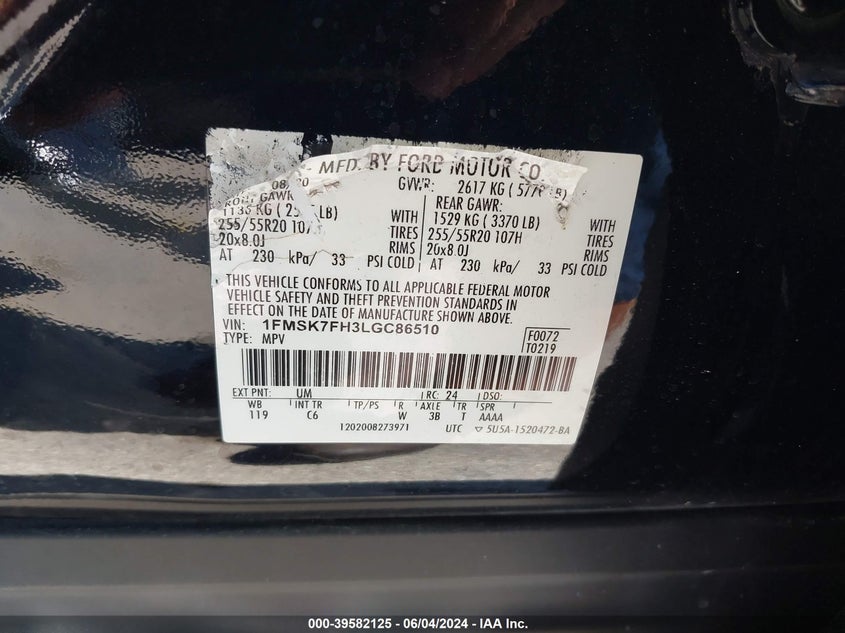 MFD. BY FORD MOTOR CO.
GVWR: 2617 KG
GAWR:
REAR GAWR:
KG LB) WITH 1529 KG ( 3370 LB) WITH
255/55R20 107H TIRES 255/55R20 107H TIRES
20x8.0J RIMS 20x8.0J RIMS
AT 230 kPa/ 33 PSI COLD AT 230 kPa/ 33 PSI COLD
THIS VEHICLE CONFORMS TO ALL APPLICABLE FEDERAL MOTOR
VEHICLE SAFETY AND THEFT PREVENTION STANDARDS IN
EFFECT ON THE DATE OF MANUFACTURE SHOWN ABOVE.
VIN: 1FMSK7FH3LGC86510
TYPE: MPV
F0072
T0219
EXT PNT: UM RC: 24 DSO:
WB INT TR TP/PS R AXLE TR SPR
119 C6 W 3B T AAAA
1202008273971 UTC ▽ 5U5A-1520472-BA
000-39582125 - 06/04/2024 - IAA Inc.